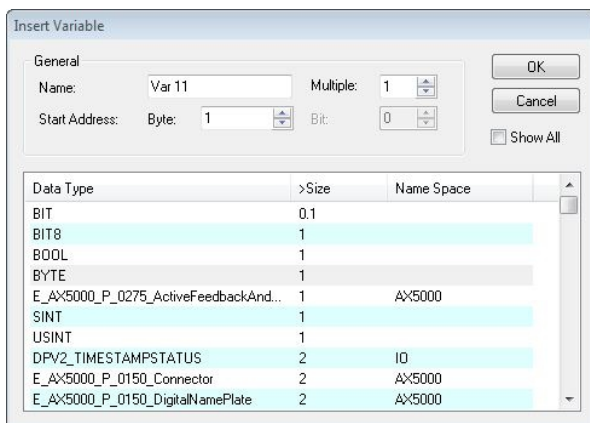 Insert Variable
General
Name: Var 11 Multiple: 1
Start Address: Byte: 1 Bit: 0
OK
Cancel
Show All
Data Type >Size Name Space
BIT 0.1
BIT8 1
BOOL 1
BYTE 1
E_AX5000_P_0275_ActiveFeedbackAnd... 1 AX5000
SINT 1
USINT 1
DPV2_TIMESTAMPSTATUS 2 IO
E_AX5000_P_0150_Connector 2 AX5000
E_AX5000_P_0150_DigitalNamePlate 2 AX5000